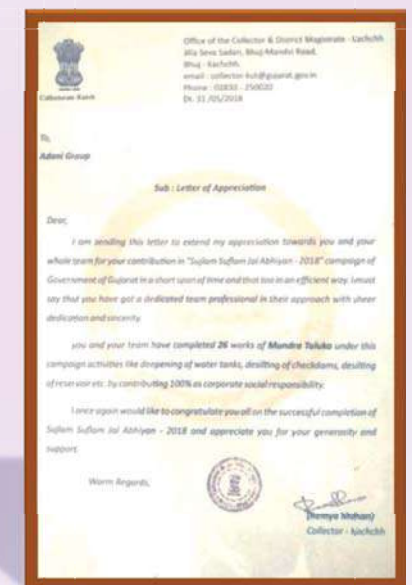 Office of the Collector & District Magistrate - Kachchh
Jilla Seva Sadan, Bhuj-Mandvi Road,
Bhuj - Kachchh.
email : collector-kut@gujarat.gov.in
Phone : 02832 - 250020
Dt. 31 /05/2018
Collectorate Kutch
To,
Adani Group
Sub : Letter of Appreciation
Dear,
I am sending this letter to extend my appreciation towards you and your
whole team for your contribution in "Sujlam Suflam Jal Abhiyan - 2018" campaign of
Government of Gujarat in a short span of time and that too in an efficient way. I must
say that you have got a dedicated team professional in their approach with sheer
dedication and sincerity.
you and your team have completed 26 works of Mundra Taluka under this
campaign activities like deepening of water tanks, desilting of checkdams, desilting
of reservoir etc. by contributing 100% as corporate social responsibility.
I once again would like to congratulate you all on the successful completion of
Sujlam Suflam Jal Abhiyan - 2018 and appreciate you for your generosity and
support.
Warm Regards,
(Remya Mohan)
Collector - Kachchh